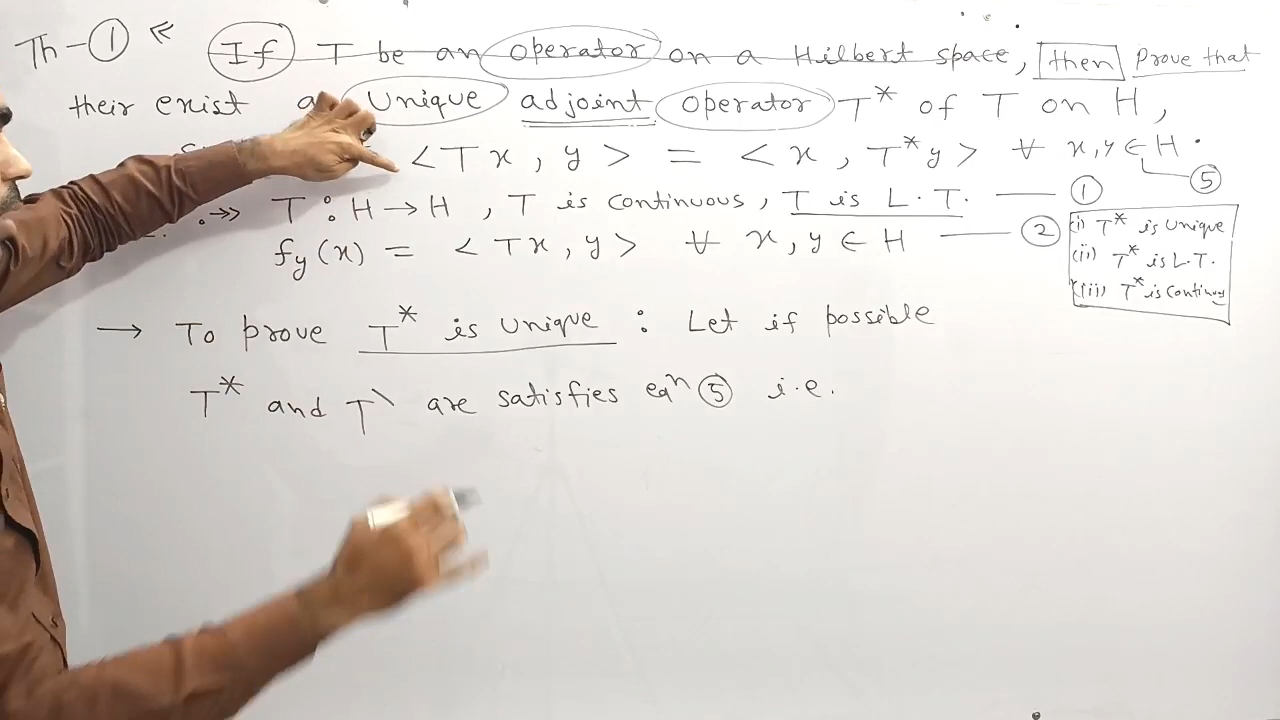 Th-① If T be an operator on a Hilbert space, then prove that
their exist a unique adjoint operator T* of T on H,
<Tx, y> = <x, T*y> ∀ x,y ∈ H. ⑤
T : H → H, T is continuous, T is L.T. — ①
f_y(x) = <Tx, y> ∀ x,y ∈ H — ②
(i) T* is unique
(ii) T* is L.T.
(iii) T* is continuous
→ To prove T* is unique : Let if possible
T* and T` are satisfies eqn ⑤ i.e.